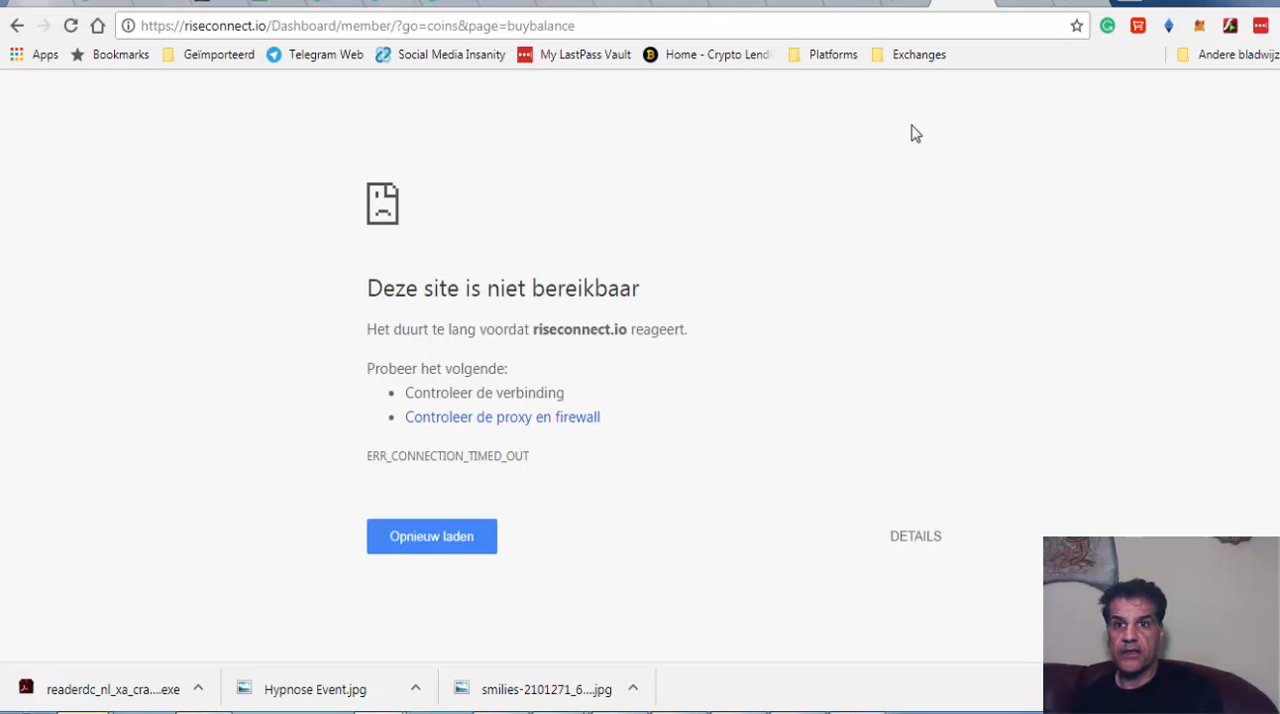 https://riseconnect.io/Dashboard/member/?go=coins&page=buybalance
Apps Bookmarks Geïmporteerd Telegram Web Social Media Insanity My LastPass Vault Home - Crypto Lendi Platforms Exchanges Andere bladwijz
Deze site is niet bereikbaar
Het duurt te lang voordat riseconnect.io reageert.
Probeer het volgende:
• Controleer de verbinding
• Controleer de proxy en firewall
ERR_CONNECTION_TIMED_OUT
Opnieuw laden DETAILS
readerdc_nl_xa_cra....exe Hypnose Event.jpg smilies-2101271_6....jpg